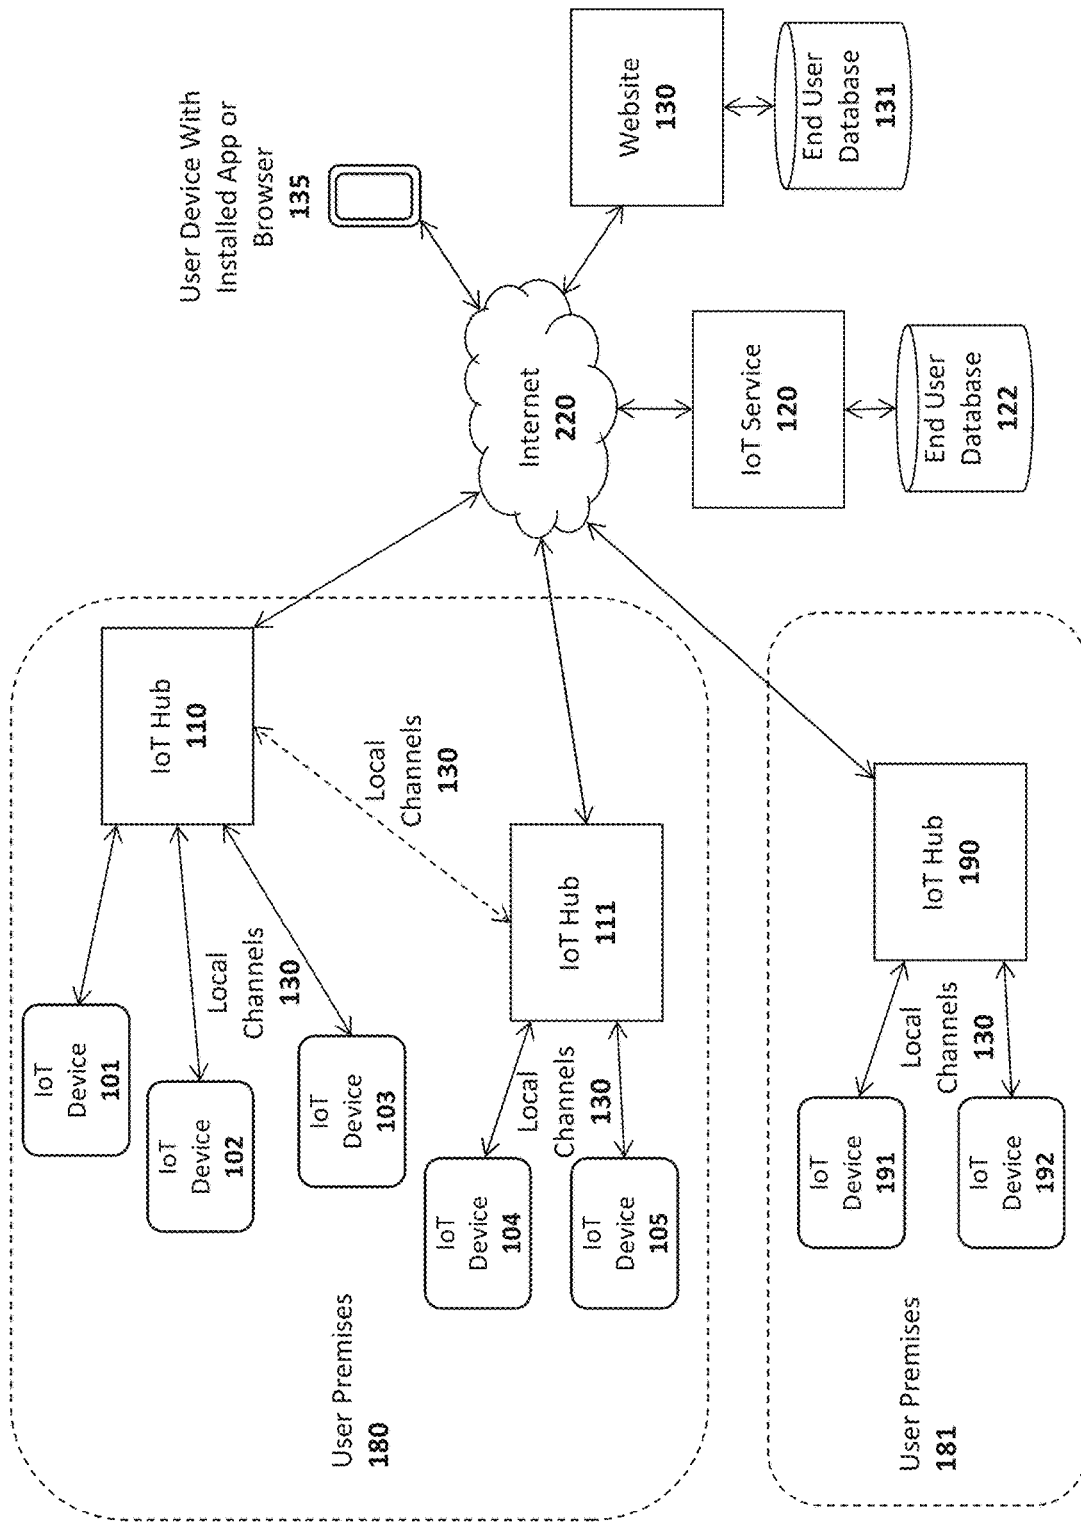 IoT
Device
101
IoT
Device
102
IoT
Device
103
Local
Channels
130
IoT Hub
110
Local
Channels
130
IoT
Device
104
IoT
Device
105
Local
Channels
130
IoT Hub
111
User Premises
180
User Device With
Installed App or
Browser
135
Internet
220
Website
130
End User
Database
131
IoT Service
120
End User
Database
122
IoT
Device
191
IoT
Device
192
Local
Channels
130
IoT Hub
190
User Premises
181